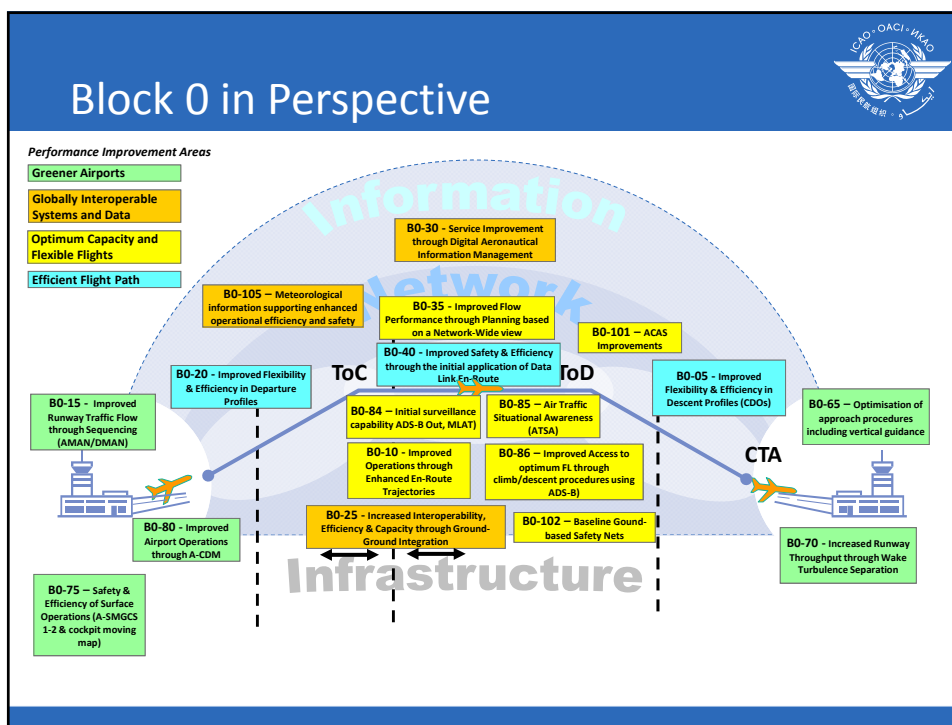 ICAO · OACI · ИКАО
国际民航组织 · ايكاو
Block 0 in Perspective
Performance Improvement Areas
Greener Airports
Globally Interoperable
Systems and Data
Optimum Capacity and
Flexible Flights
Efficient Flight Path
Information
Network
B0-30 – Service Improvement
through Digital Aeronautical
Information Management
B0-105 – Meteorological
information supporting enhanced
operational efficiency and safety
B0-35 - Improved Flow
Performance through Planning based
on a Network-Wide view
B0-101 – ACAS
Improvements
B0-40 – Improved Safety & Efficiency
through the initial application of Data
Link En-Route
ToC
ToD
B0-20 – Improved Flexibility
& Efficiency in Departure
Profiles
B0-05 – Improved
Flexibility & Efficiency in
Descent Profiles (CDOs)
B0-15 - Improved
Runway Traffic Flow
through Sequencing
(AMAN/DMAN)
B0-84 – Initial surveillance
capability ADS-B Out, MLAT)
B0-85 – Air Traffic
Situational Awareness
(ATSA)
B0-65 – Optimisation of
approach procedures
including vertical guidance
B0-10 - Improved
Operations through
Enhanced En-Route
Trajectories
B0-86 – Improved Access to
optimum FL through
climb/descent procedures using
ADS-B)
CTA
B0-80 - Improved
Airport Operations
through A-CDM
B0-25 - Increased Interoperability,
Efficiency & Capacity through Ground-
Ground Integration
B0-102 – Baseline Gound-
based Safety Nets
B0-70 - Increased Runway
Throughput through Wake
Turbulence Separation
Infrastructure
B0-75 – Safety &
Efficiency of Surface
Operations (A-SMGCS
1-2 & cockpit moving
map)